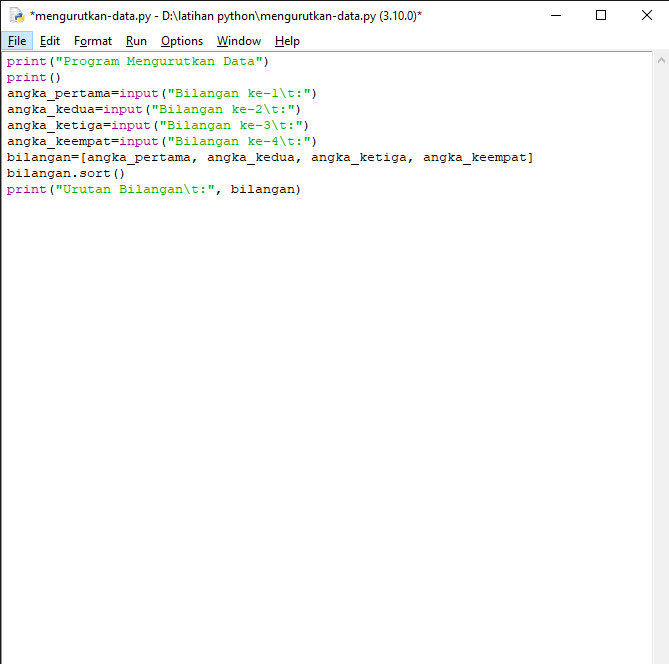 *mengurutkan-data.py - D:\latihan python\mengurutkan-data.py (3.10.0)*
File Edit Format Run Options Window Help
print("Program Mengurutkan Data")
print()
angka_pertama=input("Bilangan ke-1\t:")
angka_kedua=input("Bilangan ke-2\t:")
angka_ketiga=input("Bilangan ke-3\t:")
angka_keempat=input("Bilangan ke-4\t:")
bilangan=[angka_pertama, angka_kedua, angka_ketiga, angka_keempat]
bilangan.sort()
print("Urutan Bilangan\t:", bilangan)